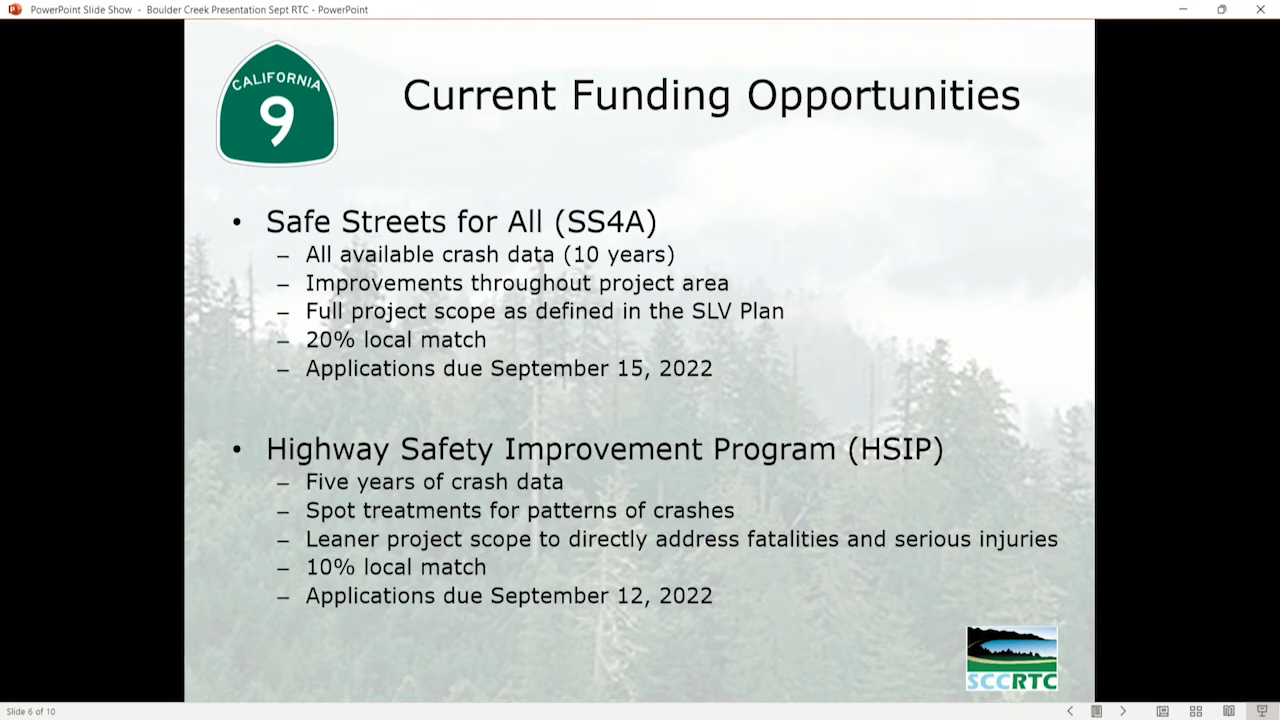 PowerPoint Slide Show - Boulder Creek Presentation Sept RTC - PowerPoint
CALIFORNIA
9
Current Funding Opportunities
• Safe Streets for All (SS4A)
– All available crash data (10 years)
– Improvements throughout project area
– Full project scope as defined in the SLV Plan
– 20% local match
– Applications due September 15, 2022
• Highway Safety Improvement Program (HSIP)
– Five years of crash data
– Spot treatments for patterns of crashes
– Leaner project scope to directly address fatalities and serious injuries
– 10% local match
– Applications due September 12, 2022
SCCRTC
Slide 6 of 10